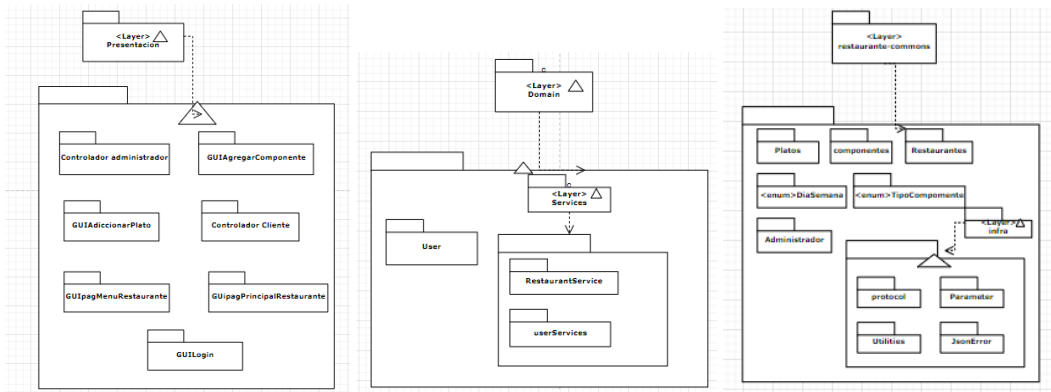 <Layer>
Presentacion
Controlador administrador
GUIAgregarComponente
GUIAdiccionarPlato
Controlador Cliente
GUIpagMenuRestaurante
GUipagPrincipalRestaurante
GUILogin
c
<Layer>
Domain
c
<Layer>
Services
User
RestaurantService
userServices
<Layer>
restaurante-commons
Platos
componentes
Restaurantes
<enum>DiaSemana
<enum>TipoCompomente
Administrador
<Layer>
infra
protocol
Parameter
Utilities
JsonError